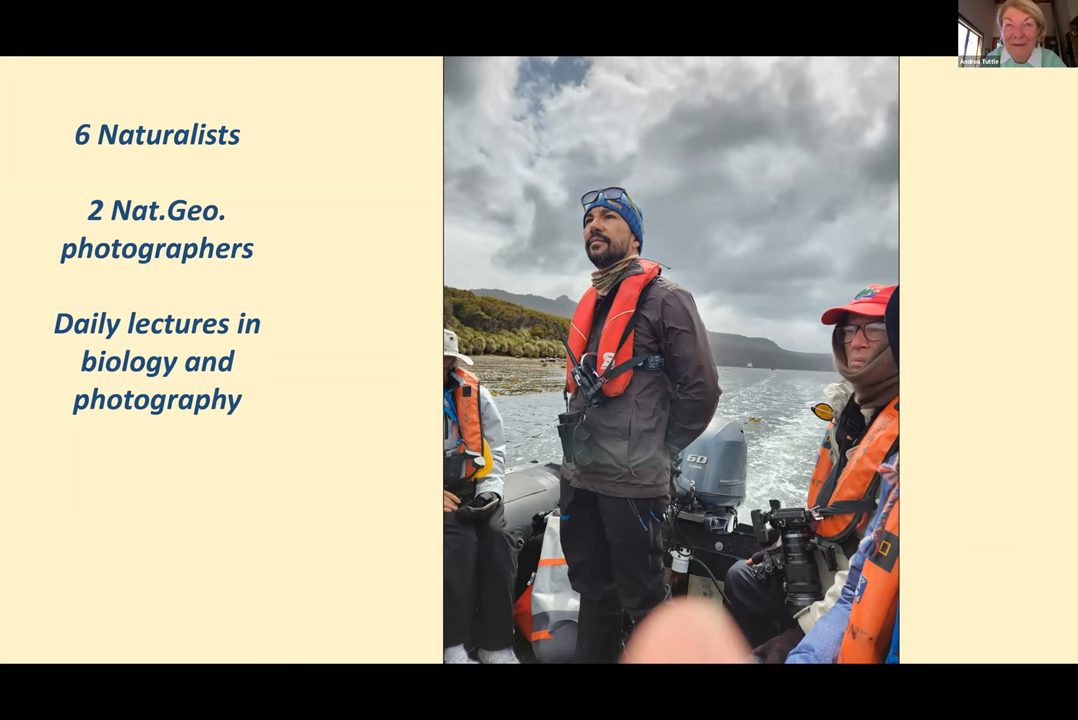 Andrea Tuttle
6 Naturalists
2 Nat.Geo.
photographers
Daily lectures in
biology and
photography
60